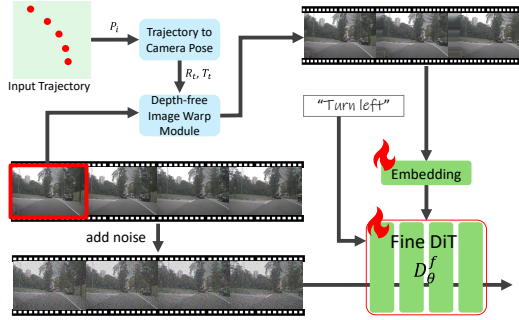 P_i
Trajectory to
Camera Pose
Input Trajectory
R_t, T_t
Depth-free
Image Warp
Module
"Turn left"
Embedding
add noise
Fine DiT
D_θ^f